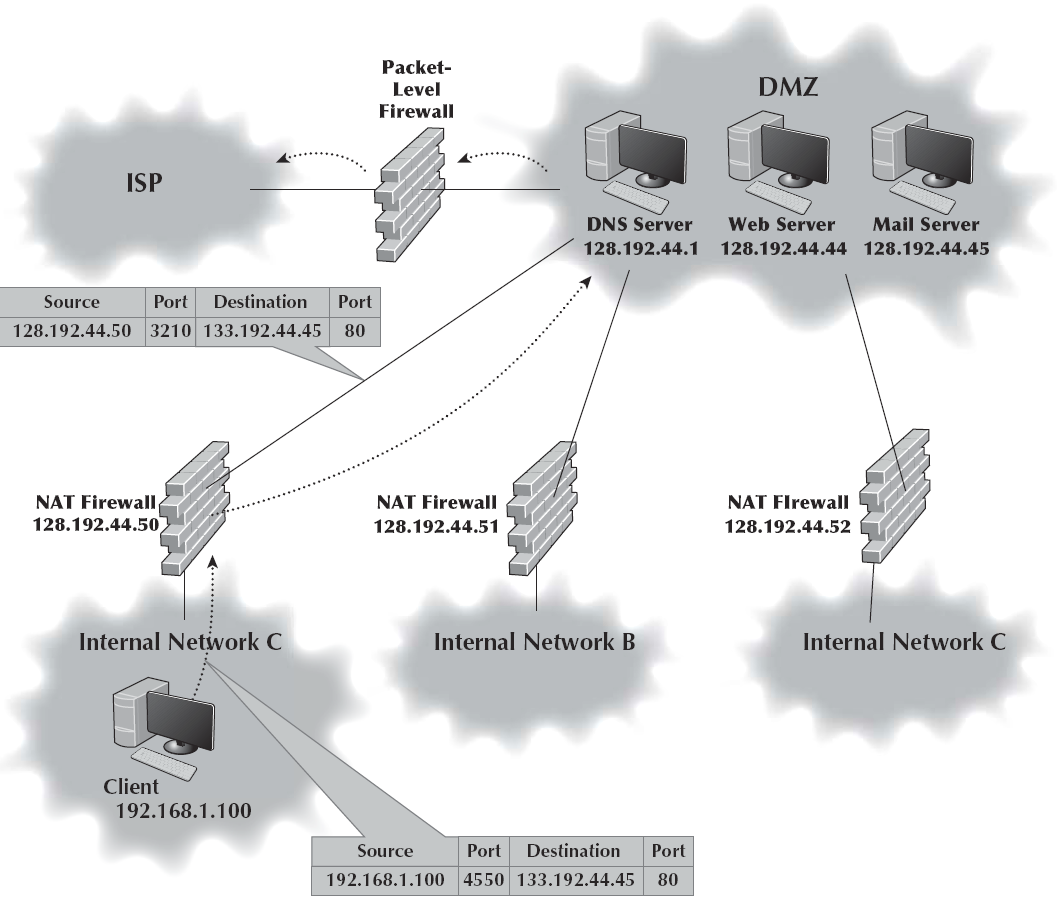 Packet-
Level
Firewall
DMZ
ISP
DNS Server
128.192.44.1
Web Server
128.192.44.44
Mail Server
128.192.44.45
Source Port Destination Port
128.192.44.50 3210 133.192.44.45 80
NAT Firewall
128.192.44.50
NAT Firewall
128.192.44.51
NAT FIrewall
128.192.44.52
Internal Network C
Internal Network B
Internal Network C
Client
192.168.1.100
Source Port Destination Port
192.168.1.100 4550 133.192.44.45 80